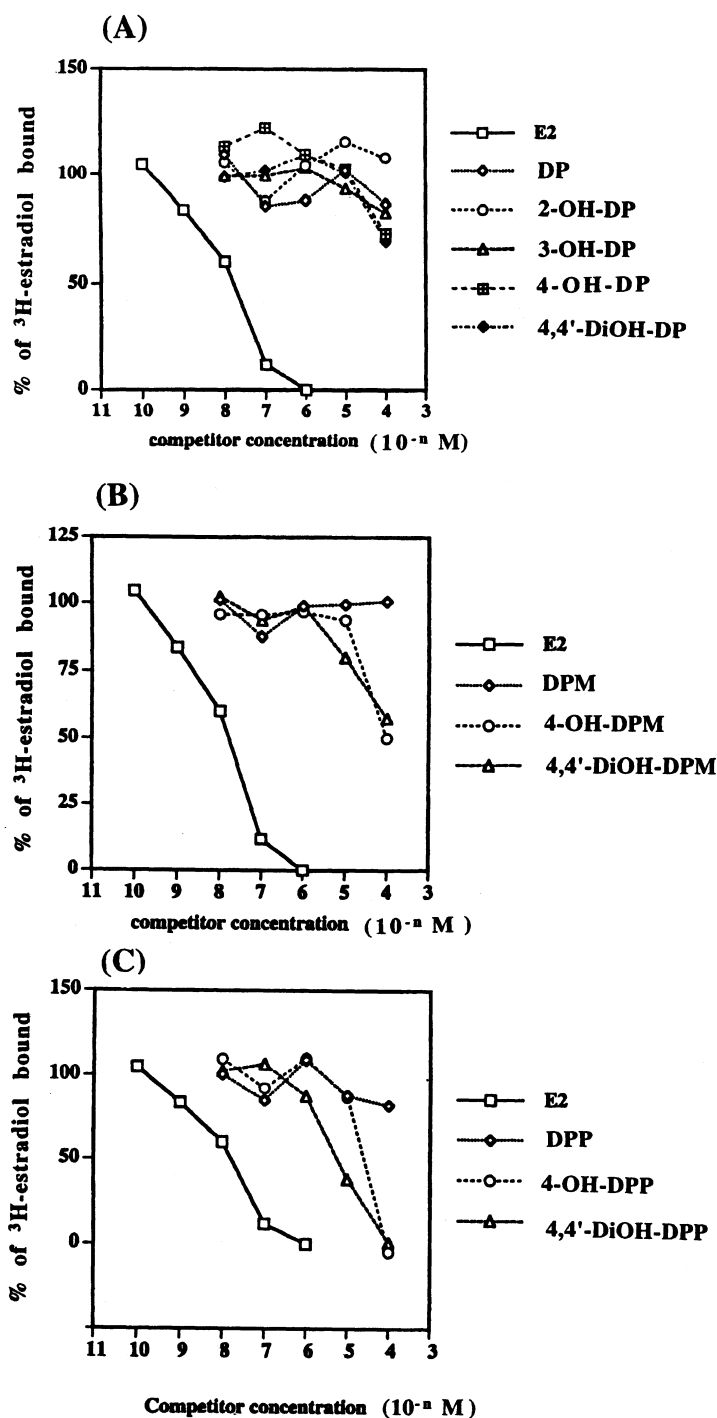 (A)
% of ³H-estradiol bound
150
100
50
0
11 10 9 8 7 6 5 4 3
competitor concentration (10⁻ⁿ M)
E2
DP
2-OH-DP
3-OH-DP
4-OH-DP
4,4'-DiOH-DP
(B)
% of ³H-estradiol bound
125
100
75
50
25
0
11 10 9 8 7 6 5 4 3
competitor concentration (10⁻ⁿ M )
E2
DPM
4-OH-DPM
4,4'-DiOH-DPM
(C)
% of ³H-estradiol bound
150
100
50
0
11 10 9 8 7 6 5 4 3
Competitor concentration (10⁻ⁿ M)
E2
DPP
4-OH-DPP
4,4'-DiOH-DPP